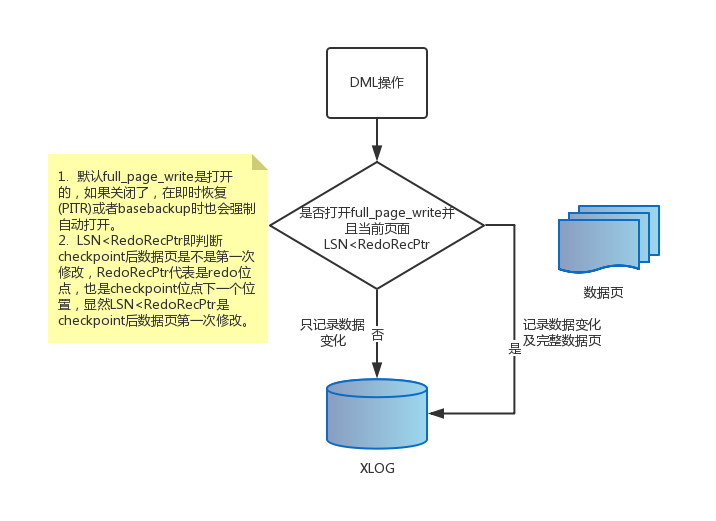 DML操作
1. 默认full_page_write是打开
的，如果关闭了，在即时恢复
(PITR)或者basebackup时也会强制
自动打开。
2. LSN<RedoRecPtr即判断
checkpoint后数据页是不是第一次
修改，RedoRecPtr代表是redo位
点，也是checkpoint位点下一个位
置，显然LSN<RedoRecPtr是
checkpoint后数据页第一次修改。
是否打开full_page_write并
且当前页面
LSN<RedoRecPtr
数据页
只记录数据
变化
否
记录数据变化
及完整数据页
是
XLOG